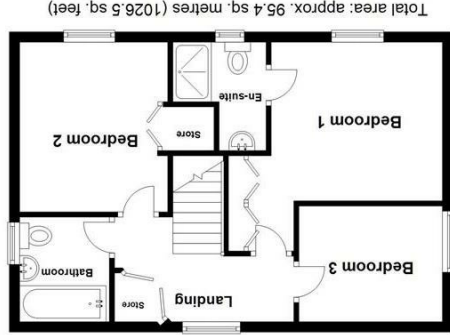 Landing
Store
Bathroom
Bedroom 3
Bedroom 2
Store
Bedroom 1
En-suite
Total area: approx. 95.4 sq. metres (1026.5 sq. feet)